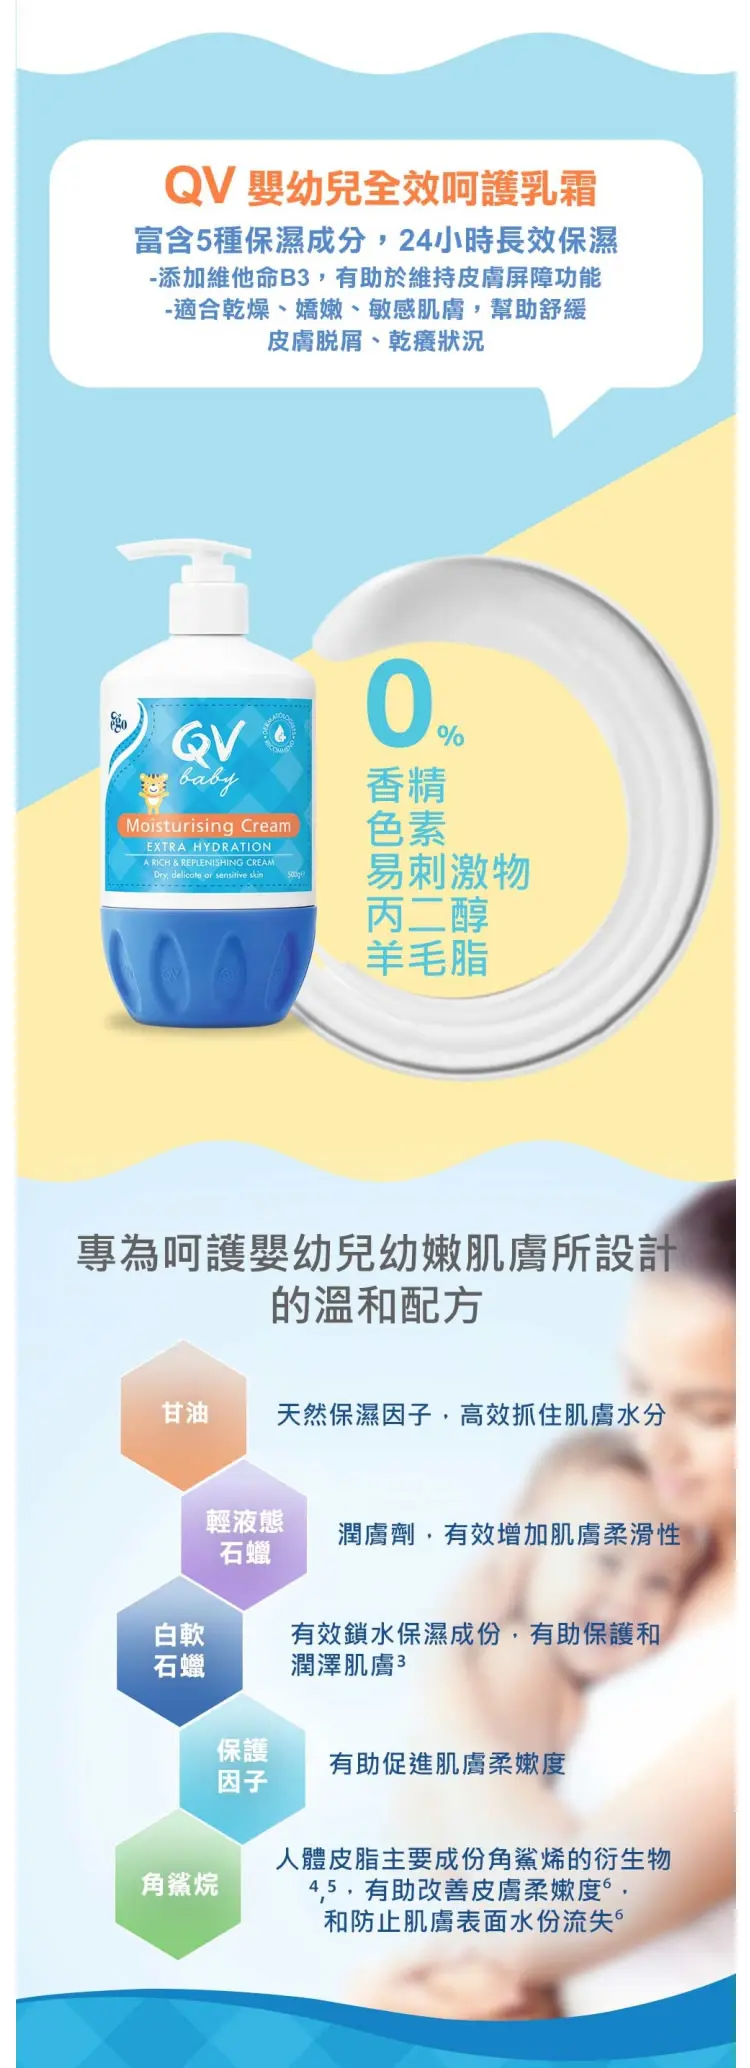 QV 嬰幼兒全效呵護乳霜
富含5種保濕成分，24小時長效保濕
-添加維他命B3，有助於維持皮膚屏障功能
-適合乾燥、嬌嫩、敏感肌膚，幫助舒緩
皮膚脫屑、乾癢狀況
ego
QV
baby
Moisturising Cream
EXTRA HYDRATION
A RICH & REPLENISHING CREAM
Dry, delicate or sensitive skin
500g℮
0%
香精
色素
易刺激物
丙二醇
羊毛脂
專為呵護嬰幼兒幼嫩肌膚所設計
的溫和配方
甘油
天然保濕因子，高效抓住肌膚水分
輕液態
石蠟
潤膚劑，有效增加肌膚柔滑性
白軟
石蠟
有效鎖水保濕成份，有助保護和
潤澤肌膚3
保護
因子
有助促進肌膚柔嫩度
角鯊烷
人體皮脂主要成份角鯊烯的衍生物
4,5，有助改善皮膚柔嫩度6，
和防止肌膚表面水份流失6